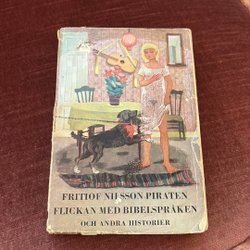 FRITIOF NILSSON PIRATEN
FLICKAN MED BIBELSPRÅKEN
OCH ANDRA HISTORIER